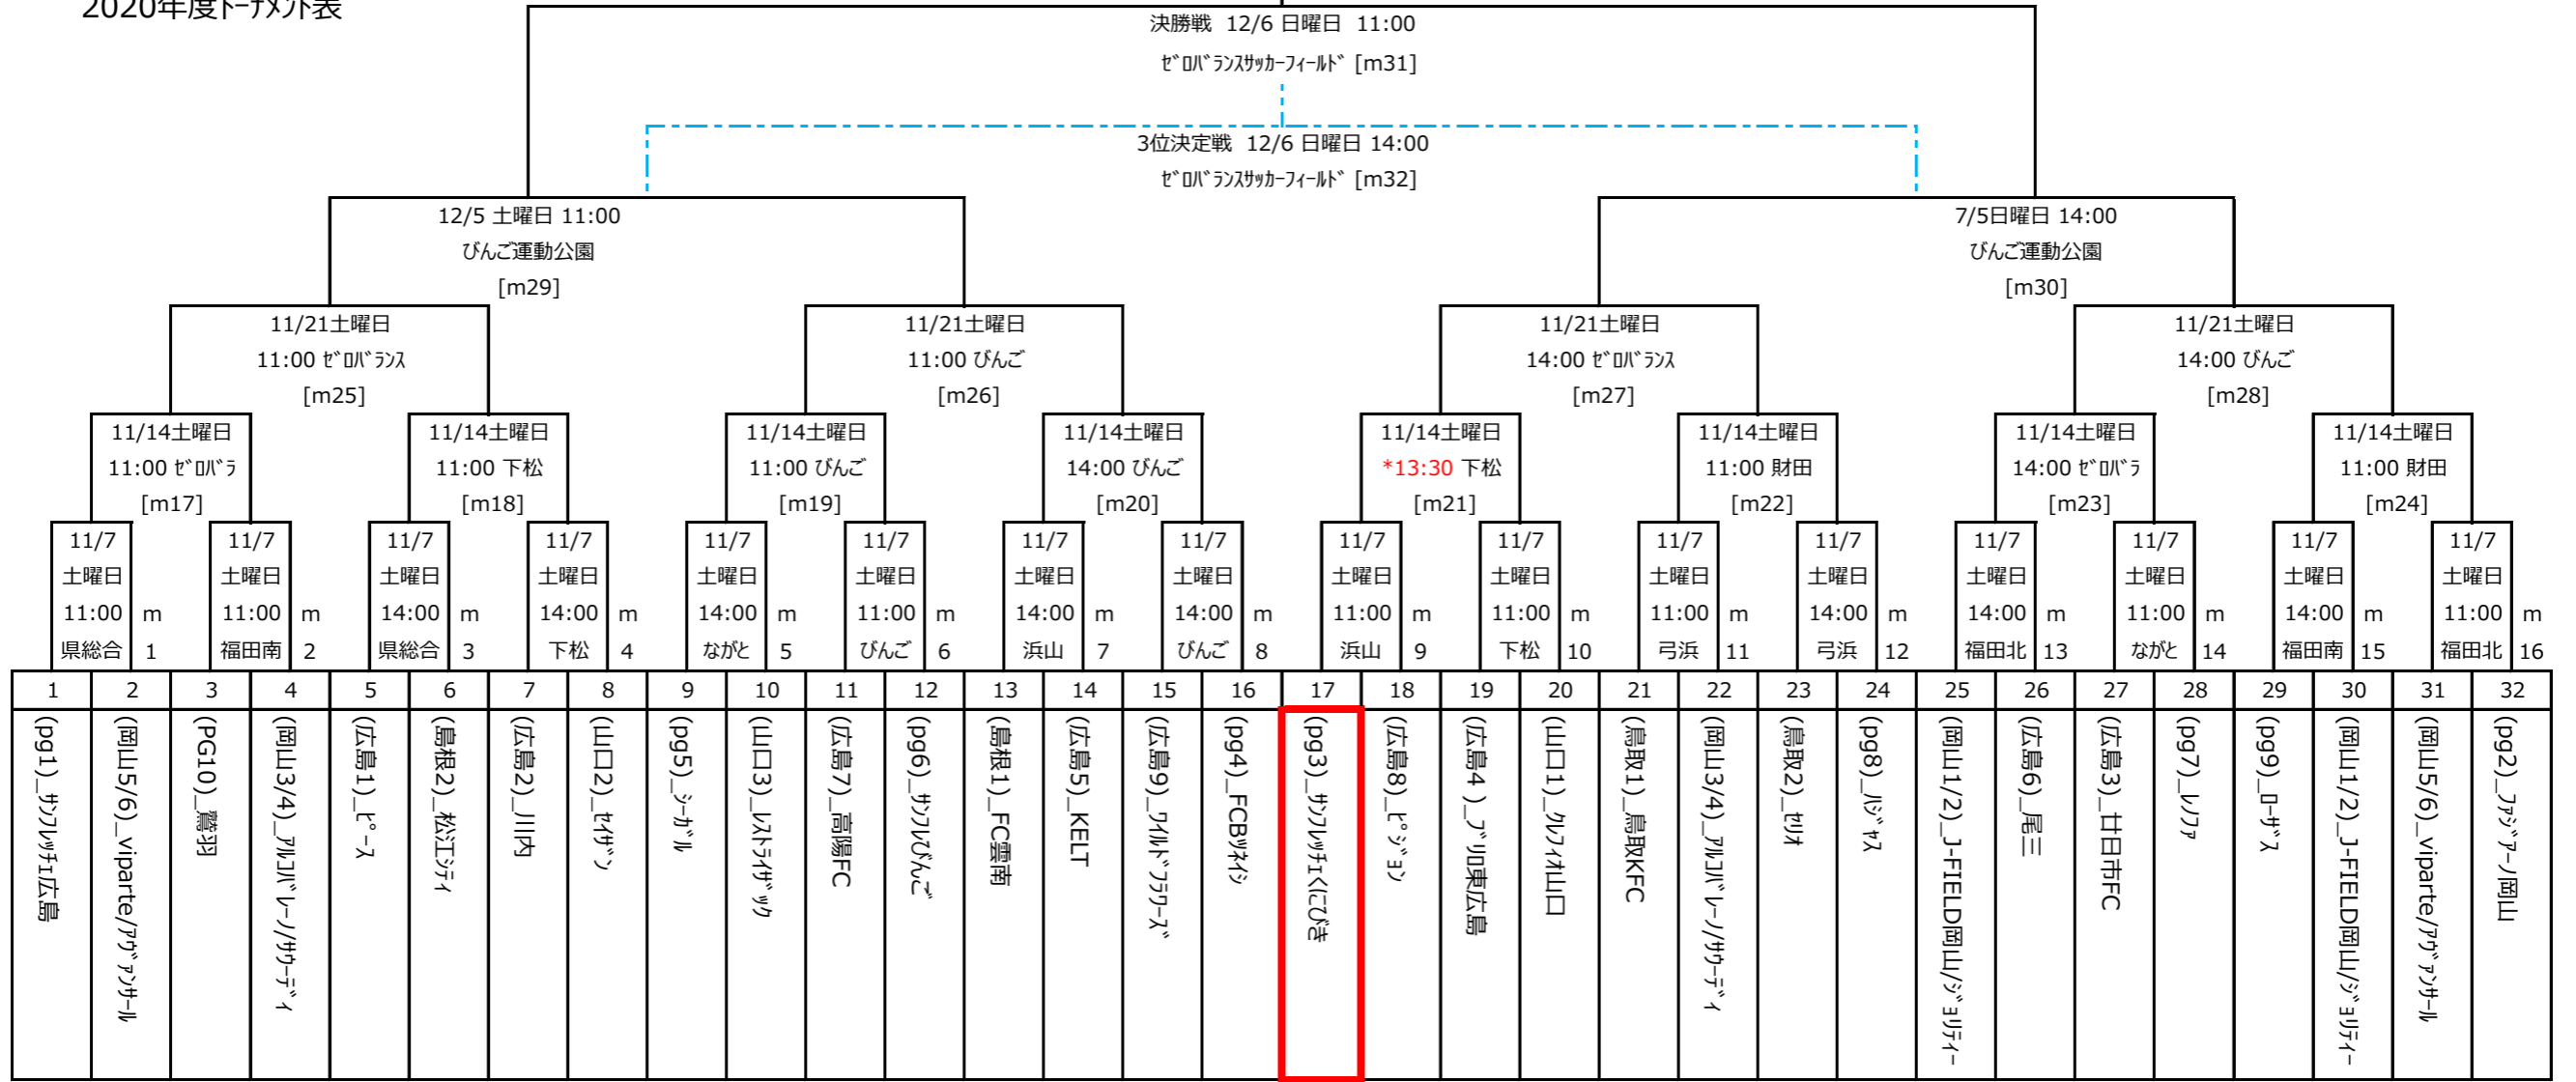 2020年度ﾄｰﾅﾒﾝﾄ表
決勝戦 12/6 日曜日 11:00
ｾﾞﾛﾊﾞﾗﾝｽｻｯｶｰﾌｨｰﾙﾄﾞ [m31]
3位決定戦 12/6 日曜日 14:00
ｾﾞﾛﾊﾞﾗﾝｽｻｯｶｰﾌｨｰﾙﾄﾞ [m32]
12/5 土曜日 11:00
びんご運動公園
[m29]
7/5日曜日 14:00
びんご運動公園
[m30]
11/21土曜日
11:00 ｾﾞﾛﾊﾞﾗﾝｽ
[m25]
11/21土曜日
11:00 びんご
[m26]
11/21土曜日
14:00 ｾﾞﾛﾊﾞﾗﾝｽ
[m27]
11/21土曜日
14:00 びんご
[m28]
11/14土曜日
11:00 ｾﾞﾛﾊﾞﾗ
[m17]
11/14土曜日
11:00 下松
[m18]
11/14土曜日
11:00 びんご
[m19]
11/14土曜日
14:00 びんご
[m20]
11/14土曜日
*13:30 下松
[m21]
11/14土曜日
11:00 財田
[m22]
11/14土曜日
14:00 ｾﾞﾛﾊﾞﾗ
[m23]
11/14土曜日
11:00 財田
[m24]
11/7
土曜日
11:00 m
県総合 1
11/7
土曜日
11:00 m
福田南 2
11/7
土曜日
14:00 m
県総合 3
11/7
土曜日
14:00 m
下松 4
11/7
土曜日
14:00 m
ながと 5
11/7
土曜日
11:00 m
びんご 6
11/7
土曜日
14:00 m
浜山 7
11/7
土曜日
14:00 m
びんご 8
11/7
土曜日
11:00 m
浜山 9
11/7
土曜日
11:00 m
下松 10
11/7
土曜日
11:00 m
弓浜 11
11/7
土曜日
14:00 m
弓浜 12
11/7
土曜日
14:00 m
福田北 13
11/7
土曜日
11:00 m
ながと 14
11/7
土曜日
14:00 m
福田南 15
11/7
土曜日
11:00 m
福田北 16
1 2 3 4 5 6 7 8 9 10 11 12 13 14 15 16 17 18 19 20 21 22 23 24 25 26 27 28 29 30 31 32
(pg1)_ｻﾝﾌﾚｯﾁｪ広島
(岡山5/6)_viparte/ｱｳﾞｧﾝｻｰﾙ
(PG10)_鷲羽
(岡山3/4)_ｱﾙｺﾊﾞﾚｰﾉ/ｻｳｰﾃﾞｨ
(広島1)_ﾋﾟｰｽ
(島根2)_松江ｼﾃｨ
(広島2)_川内
(山口2)_ｾｲｻﾞﾝ
(pg5)_ｼｰｶﾞﾙ
(山口3)_ﾚｽﾄﾗｲｻﾞｯｸ
(広島7)_高陽FC
(pg6)_ｻﾝﾌﾚびんご
(島根1)_FC雲南
(広島5)_KELT
(広島9)_ﾜｲﾙﾄﾞﾌﾗﾜｰｽﾞ
(pg4)_FCBﾂﾈｲｼ
(pg3)_ｻﾝﾌﾚｯﾁｪくにびき
(広島8)_ﾋﾟｼﾞｮﾝ
(広島4 )_ﾌﾞﾘﾛ東広島
(山口1)_ｸﾚﾌｨｵ山口
(鳥取1)_鳥取KFC
(岡山3/4)_ｱﾙｺﾊﾞﾚｰﾉ/ｻｳｰﾃﾞｨ
(鳥取2)_ｾﾘｵ
(pg8)_ﾊｼﾞﾔｽ
(岡山1/2)_J-FIELD岡山/ｼﾞｮﾘﾃｨｰ
(広島6)_尾三
(広島3)_廿日市FC
(pg7)_ﾚﾉﾌｧ
(pg9)_ﾛｰｻﾞｽ
(岡山1/2)_J-FIELD岡山/ｼﾞｮﾘﾃｨｰ
(岡山5/6)_viparte/ｱｳﾞｧﾝｻｰﾙ
(pg2)_ﾌｧｼﾞｱｰﾉ岡山